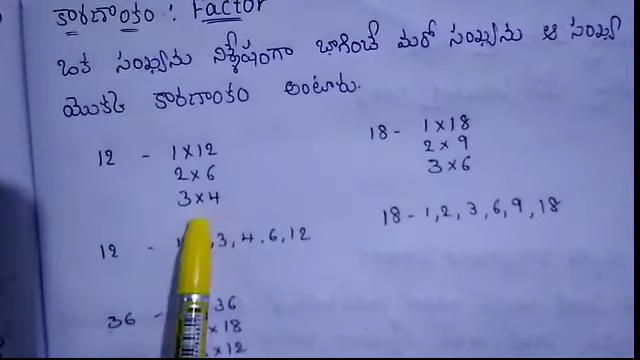 కారణాంకం : Factor
ఒక సంఖ్యను నిశ్శేషంగా భాగించే మరో సంఖ్యను ఆ సంఖ్య
యొక్క కారణాంకం అంటారు.
12 - 1×12
2×6
3×4
18 - 1×18
2×9
3×6
12 - 1, ,3,4.6,12
18-1,2,3,6,9,18
36 - 36
×18
×12